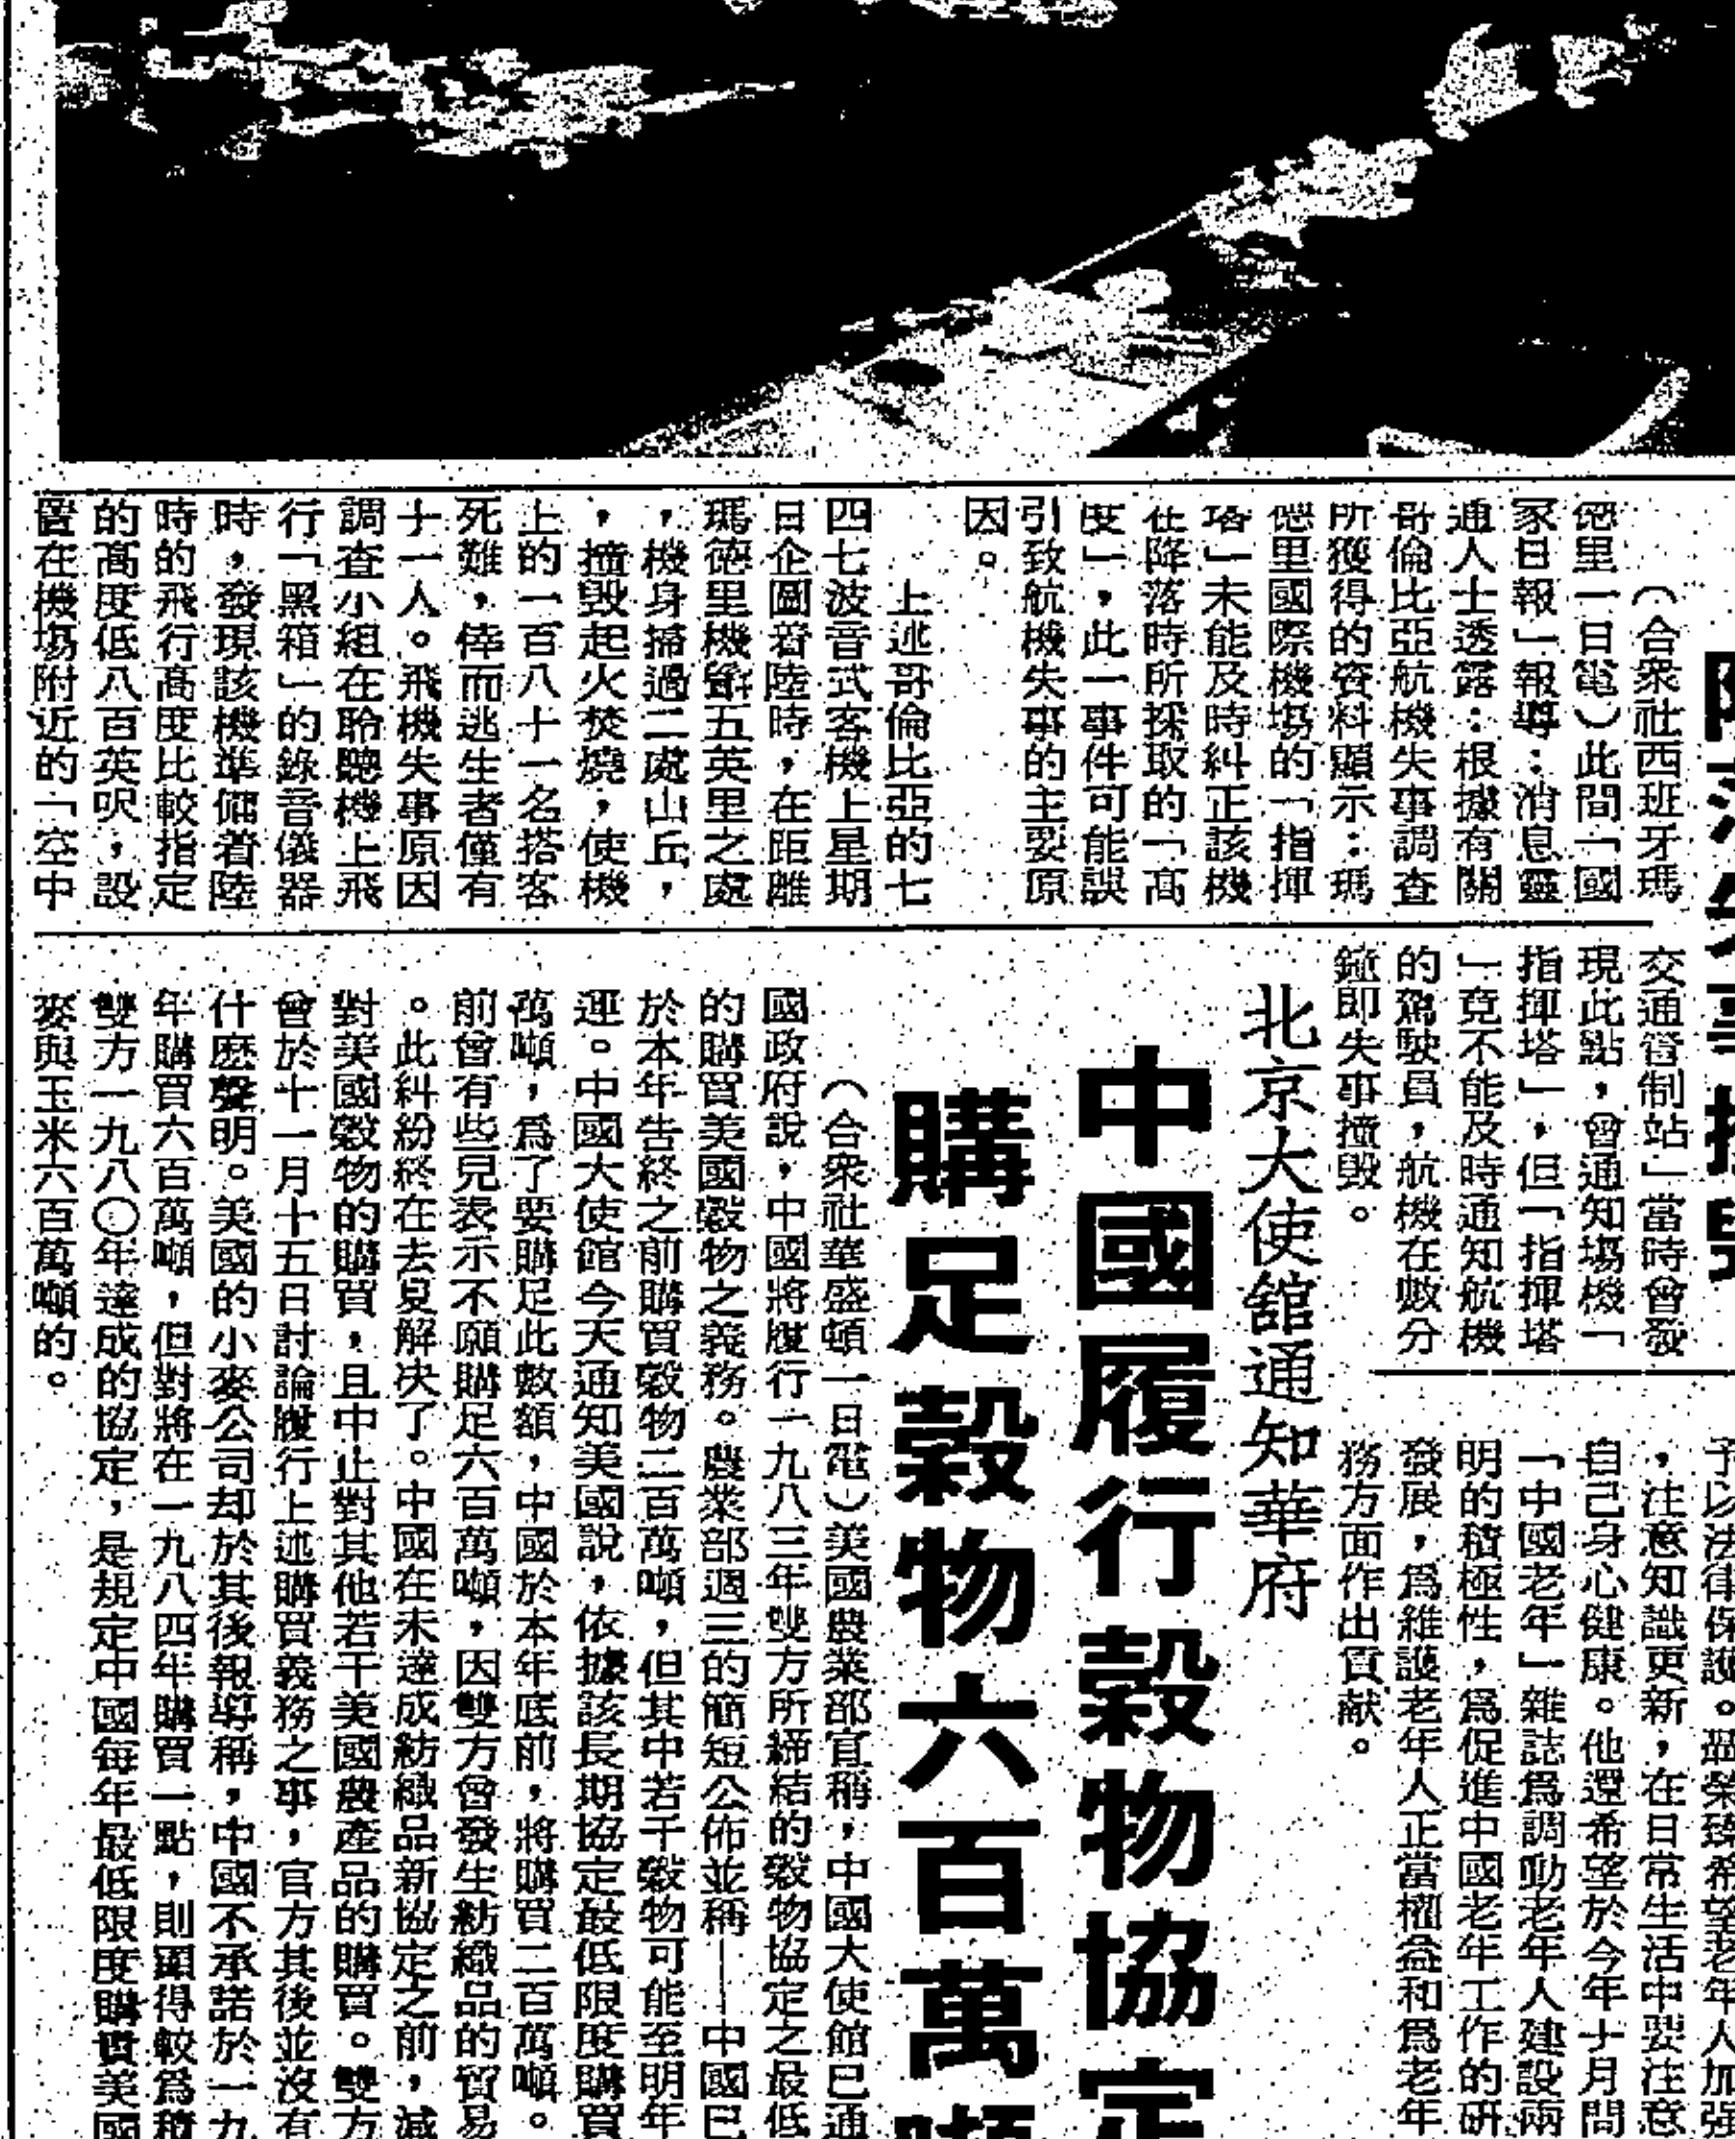 （合衆社西班牙瑪
德里一日電）此間「國
家日報」報導：消息靈
通人士透露：根據有關
哥倫比亞航機失事調查
所獲得的資料顯示：瑪
德里國際機場的「指揮
塔」未能及時糾正該機
在降落時所採取的「高
度」，此一事件可能誤
引致航機失事的主要原
因。
上述哥倫比亞的七
四七波音式客機上星期
日企圖着陸時，在距離
瑪德里機場五英里之處
，機身掃過二處山丘，
，撞毀起火焚燒，使機
上的一百八十一名搭客
死難，倖而逃生者僅有
十一人。飛機失事原因
調查小組在聆聽機上飛
行「黑箱」的錄音儀器
時，發現該機準備着陸
時的飛行高度比較指定
的高度低八百英呎，設
置在機場附近的「空中
交通管制站」當時曾發
現此點，曾通知場機「
指揮塔」，但「指揮塔
」竟不能及時通知航機
的駕駛員，航機在數分
鐘即失事撞毀。
予以法律保護。聶榮臻希望老年人加強
，注意知識更新，在日常生活中要注意
自己身心健康。他還希望於今年十月問
「中國老年」雜誌爲調動老年人建設兩
明的積極性，爲促進中國老年工作的研
發展，爲維護老年人正當權益和爲老年
務方面作出貢献。
北京大使館通知華府
中國履行穀物協定
購足穀物六百萬噸
（合衆社華盛頓一日電）美國農業部官稱，中國大使館已通
國政府說，中國將履行一九八三年雙方所締結的穀物協定之最低
的購買美國穀物之義務。農業部週三的簡短公佈並稱——中國已
於本年告終之前購買穀物二百萬噸，但其中若干穀物可能至明年
運。中國大使館今天通知美國說，依據該長期協定最低限度購買
萬噸，爲了要購足此數額，中國於本年底前，將購買二百萬噸。
前曾有些兒表示不願購足六百萬噸，因雙方曾發生紡織品的貿易
。此糾紛終在去夏解决了。中國在未達成紡織品新協定之前，減
對美國穀物的購買，且中止對其他若干美國農產品的購買。雙方
曾於十一月十五日討論履行上述購買義務之事，官方其後並沒有
什麽聲明。美國的小麥公司却於其後報導稱，中國不承諾於一九
年購買六百萬噸，但對將在一九八四年購買一點，則顯得較爲積
雙方一九八〇年達成的協定，是規定中國每年最低限度購買美國
麥與玉米六百萬噸的。